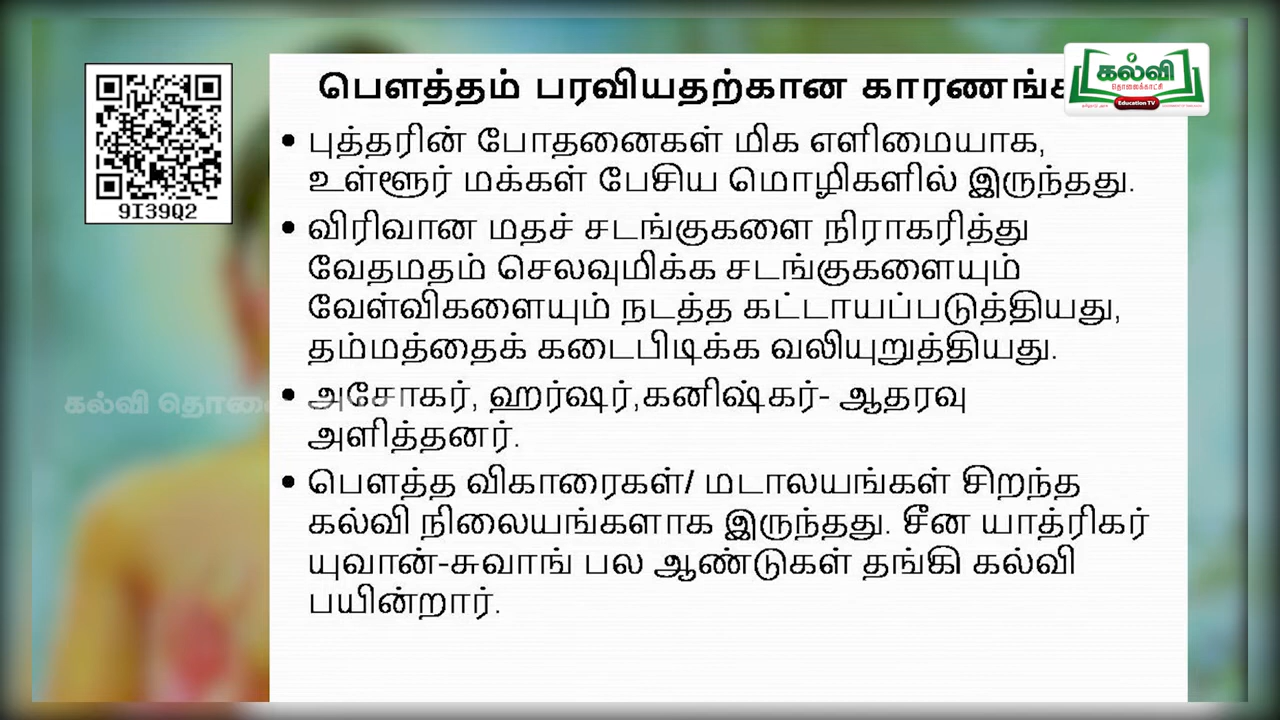 பௌத்தம் பரவியதற்கான காரணங்க
கல்வி
தொலைக்காட்சி
Education TV
9I39Q2
• புத்தரின் போதனைகள் மிக எளிமையாக,
உள்ளூர் மக்கள் பேசிய மொழிகளில் இருந்தது.
• விரிவான மதச் சடங்குகளை நிராகரித்து
வேதமதம் செலவுமிக்க சடங்குகளையும்
வேள்விகளையும் நடத்த கட்டாயப்படுத்தியது,
தம்மத்தைக் கடைபிடிக்க வலியுறுத்தியது.
கல்வி தொலை
• அசோகர், ஹர்ஷர்,கனிஷ்கர்- ஆதரவு
அளித்தனர்.
• பௌத்த விகாரைகள்/ மடாலயங்கள் சிறந்த
கல்வி நிலையங்களாக இருந்தது. சீன யாத்ரிகர்
யுவான்-சுவாங் பல ஆண்டுகள் தங்கி கல்வி
பயின்றார்.